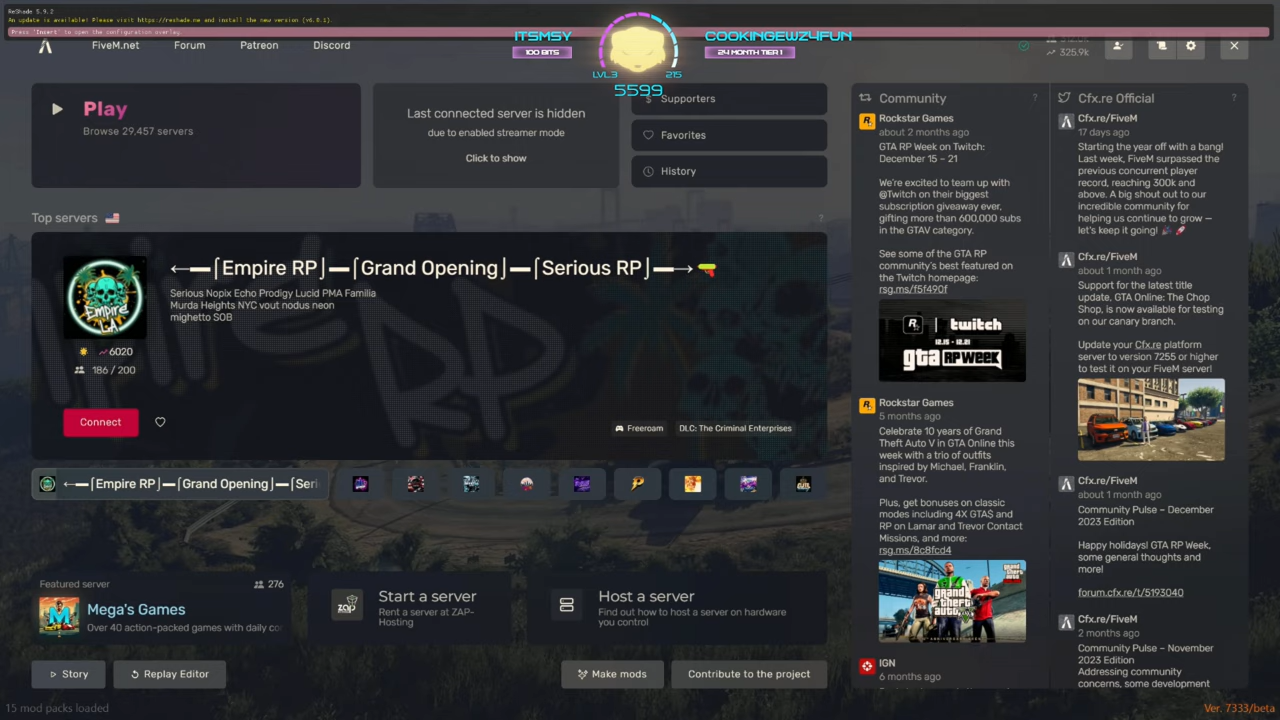 ReShade 5.9.2
An update is available! Please visit https://reshade.me and install the new version (v6.0.1).
Press 'Insert' to open the configuration overlay.
ITSMSY
100 BITS
LVL.3
215
5599
COOKINGEWZ4FUN
24 MONTH TIER 1
FiveM.net
Forum
Patreon
Discord
325.9k
Play
Browse 29,457 servers
Last connected server is hidden
due to enabled streamer mode
Click to show
Supporters
Favorites
History
Top servers
?
←━⌠Empire RP⌡━⌠Grand Opening⌡━⌠Serious RP⌡━→
Serious Nopix Echo Prodigy Lucid PMA Familia
Murda Heights NYC vout nodus neon
mighetto SOB
EMPIRE
LA
6020
186 / 200
Connect
Freeroam
DLC: The Criminal Enterprises
←━⌠Empire RP⌡━⌠Grand Opening⌡━⌠Seri
Featured server
276
Mega's Games
Over 40 action-packed games with daily co
ZAP
Start a server
Rent a server at ZAP-
Hosting
Host a server
Find out how to host a server on hardware
you control
Story
Replay Editor
Make mods
Contribute to the project
15 mod packs loaded
Community
?
Rockstar Games
about 2 months ago
GTA RP Week on Twitch:
December 15 – 21
We're excited to team up with
@Twitch on their biggest
subscription giveaway ever,
gifting more than 600,000 subs
in the GTAV category.
See some of the GTA RP
community's best featured on
the Twitch homepage:
rsg.ms/f5f490f
R
twitch
12.15 - 12.21
gta RP WEEK
Rockstar Games
5 months ago
Celebrate 10 years of Grand
Theft Auto V in GTA Online this
week with a trio of outfits
inspired by Michael, Franklin,
and Trevor.
Plus, get bonuses on classic
modes including 4X GTA$ and
RP on Lamar and Trevor Contact
Missions, and more:
rsg.ms/8c8fcd4
grand
theft
auto
IGN
6 months ago
Cfx.re Official
?
Cfx.re/FiveM
17 days ago
Starting the year off with a bang!
Last week, FiveM surpassed the
previous concurrent player
record, reaching 300k and
above. A big shout out to our
incredible community for
helping us continue to grow —
let's keep it going! 🎉 🚀
Cfx.re/FiveM
about 1 month ago
Support for the latest title
update, GTA Online: The Chop
Shop, is now available for testing
on our canary branch.
Update your Cfx.re platform
server to version 7255 or higher
to test it on your FiveM server!
Cfx.re/FiveM
about 1 month ago
Community Pulse – December
2023 Edition
Happy holidays! GTA RP Week,
some general thoughts and
more!
forum.cfx.re/t/5193040
Cfx.re/FiveM
2 months ago
Community Pulse – November
2023 Edition
Addressing community
concerns, some development
Ver. 7333/beta